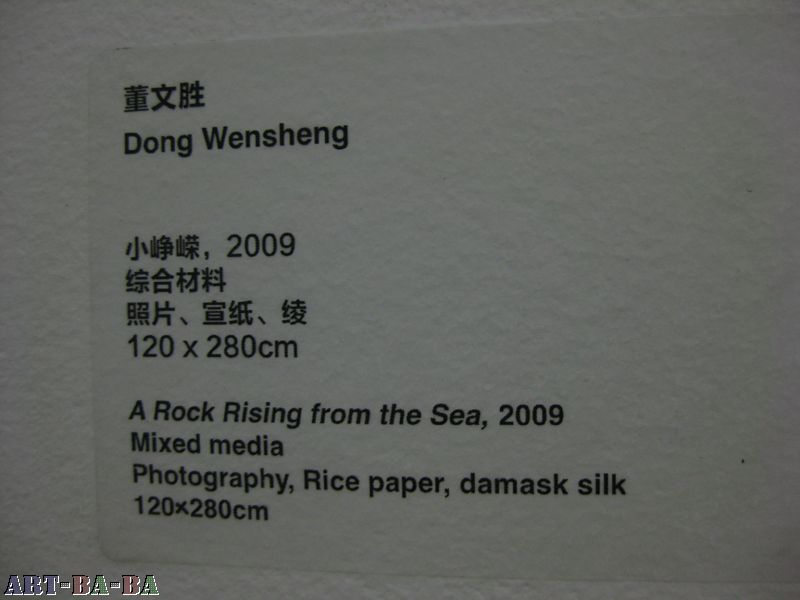 董文胜
Dong Wensheng
小峥嵘，2009
综合材料
照片、宣纸、绫
120 x 280cm
A Rock Rising from the Sea, 2009
Mixed media
Photography, Rice paper, damask silk
120×280cm
ART-BA-BA